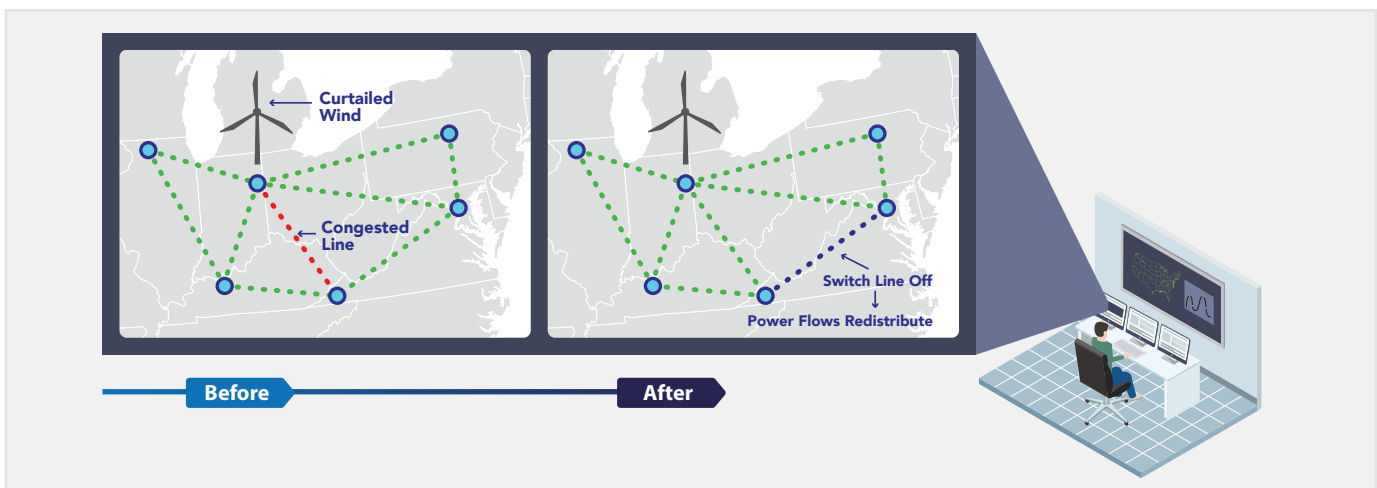 Curtailed
Wind
Congested
Line
Switch Line Off
Power Flows Redistribute
Before
After